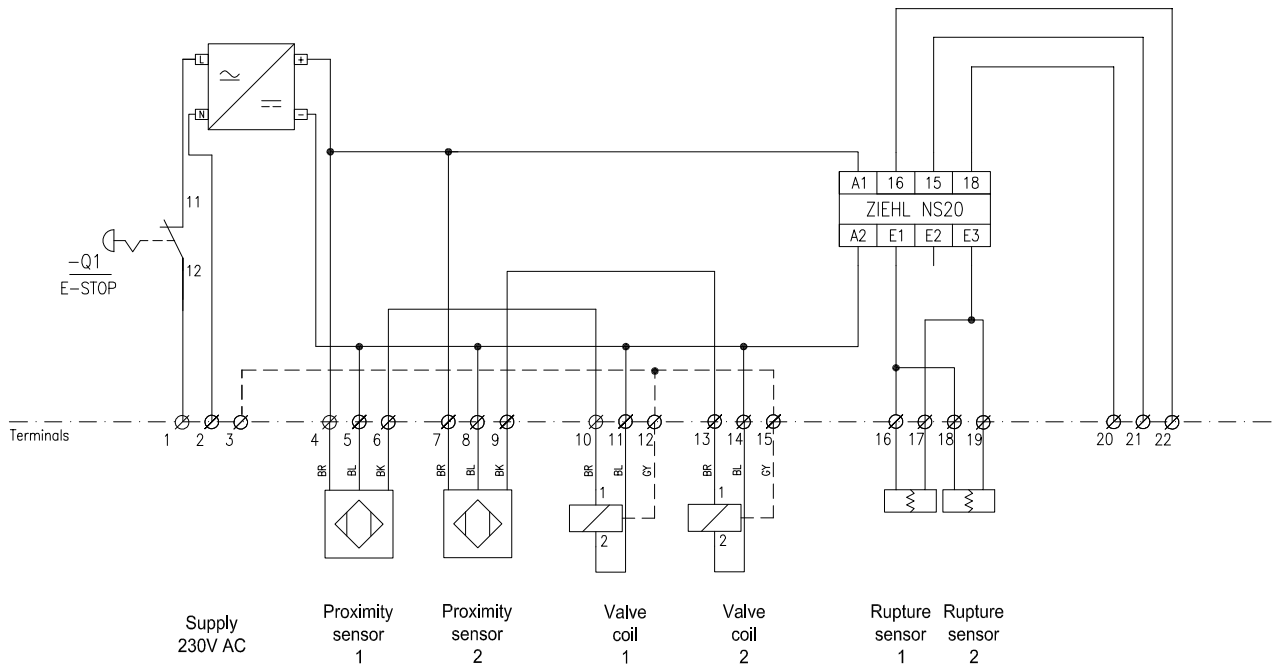 L
+
N
-
11
-Q1
12
E-STOP
A1 16 15 18
ZIEHL NS20
A2 E1 E2 E3
Terminals
1 2 3 4 5 6 7 8 9 10 11 12 13 14 15 16 17 18 19 20 21 22
BR BL BK BR BL BK BR BL GY BR BL GY
1 1
2 2
Supply
230V AC
Proximity
sensor
1
Proximity
sensor
2
Valve
coil
1
Valve
coil
2
Rupture
sensor
1
Rupture
sensor
2